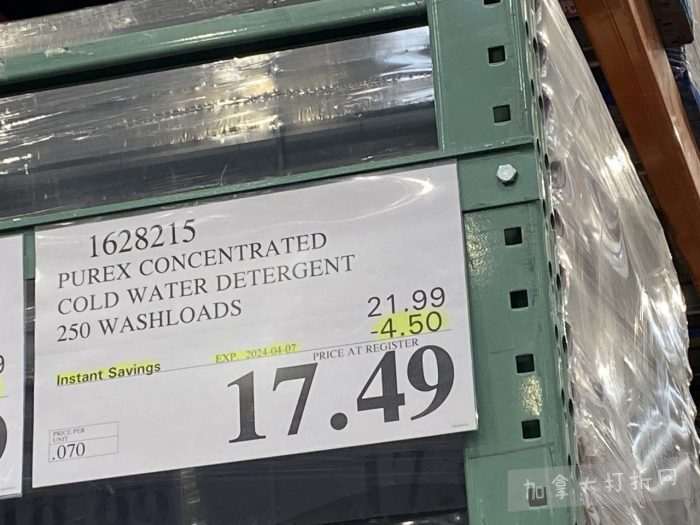 1628215
PUREX CONCENTRATED
COLD WATER DETERGENT
250 WASHLOADS
21.99
-4.50
Instant Savings
EXP. 2024-04-07
PRICE AT REGISTER
17.49
PRICE PER
UNIT
.070
9
加拿大打折网